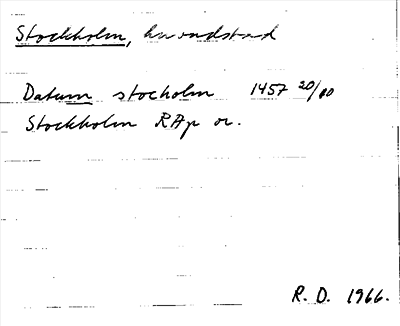 Stockholm, huvudstad
Datum stocholm 1457 20/10
Stockholm RAp or.
R. D. 1966.